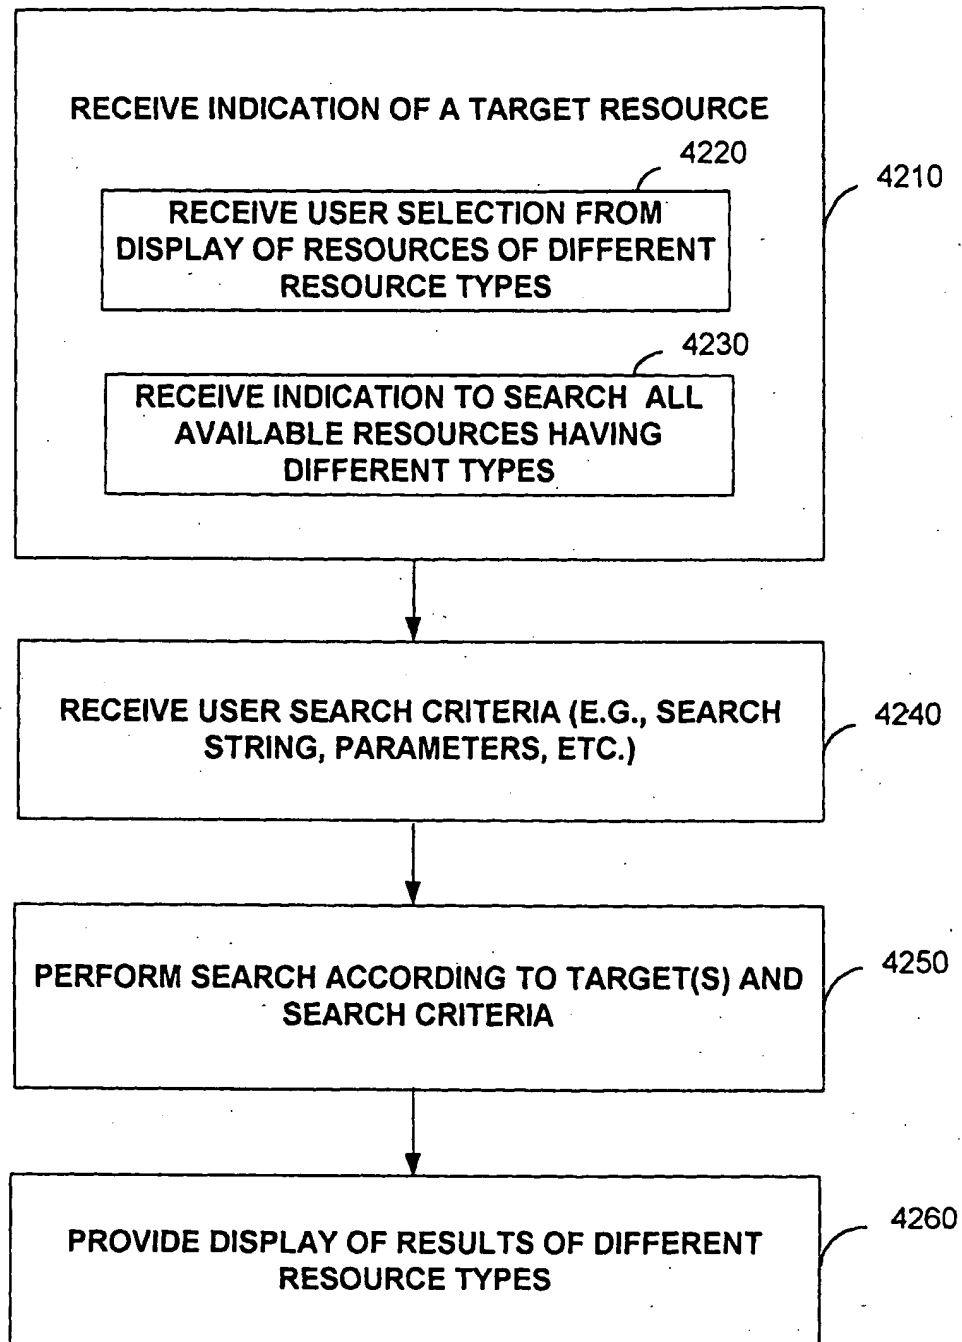 RECEIVE INDICATION OF A TARGET RESOURCE
4220
4210
RECEIVE USER SELECTION FROM
DISPLAY OF RESOURCES OF DIFFERENT
RESOURCE TYPES
4230
RECEIVE INDICATION TO SEARCH ALL
AVAILABLE RESOURCES HAVING
DIFFERENT TYPES
RECEIVE USER SEARCH CRITERIA (E.G., SEARCH
STRING, PARAMETERS, ETC.)
4240
PERFORM SEARCH ACCORDING TO TARGET(S) AND
SEARCH CRITERIA
4250
PROVIDE DISPLAY OF RESULTS OF DIFFERENT
RESOURCE TYPES
4260